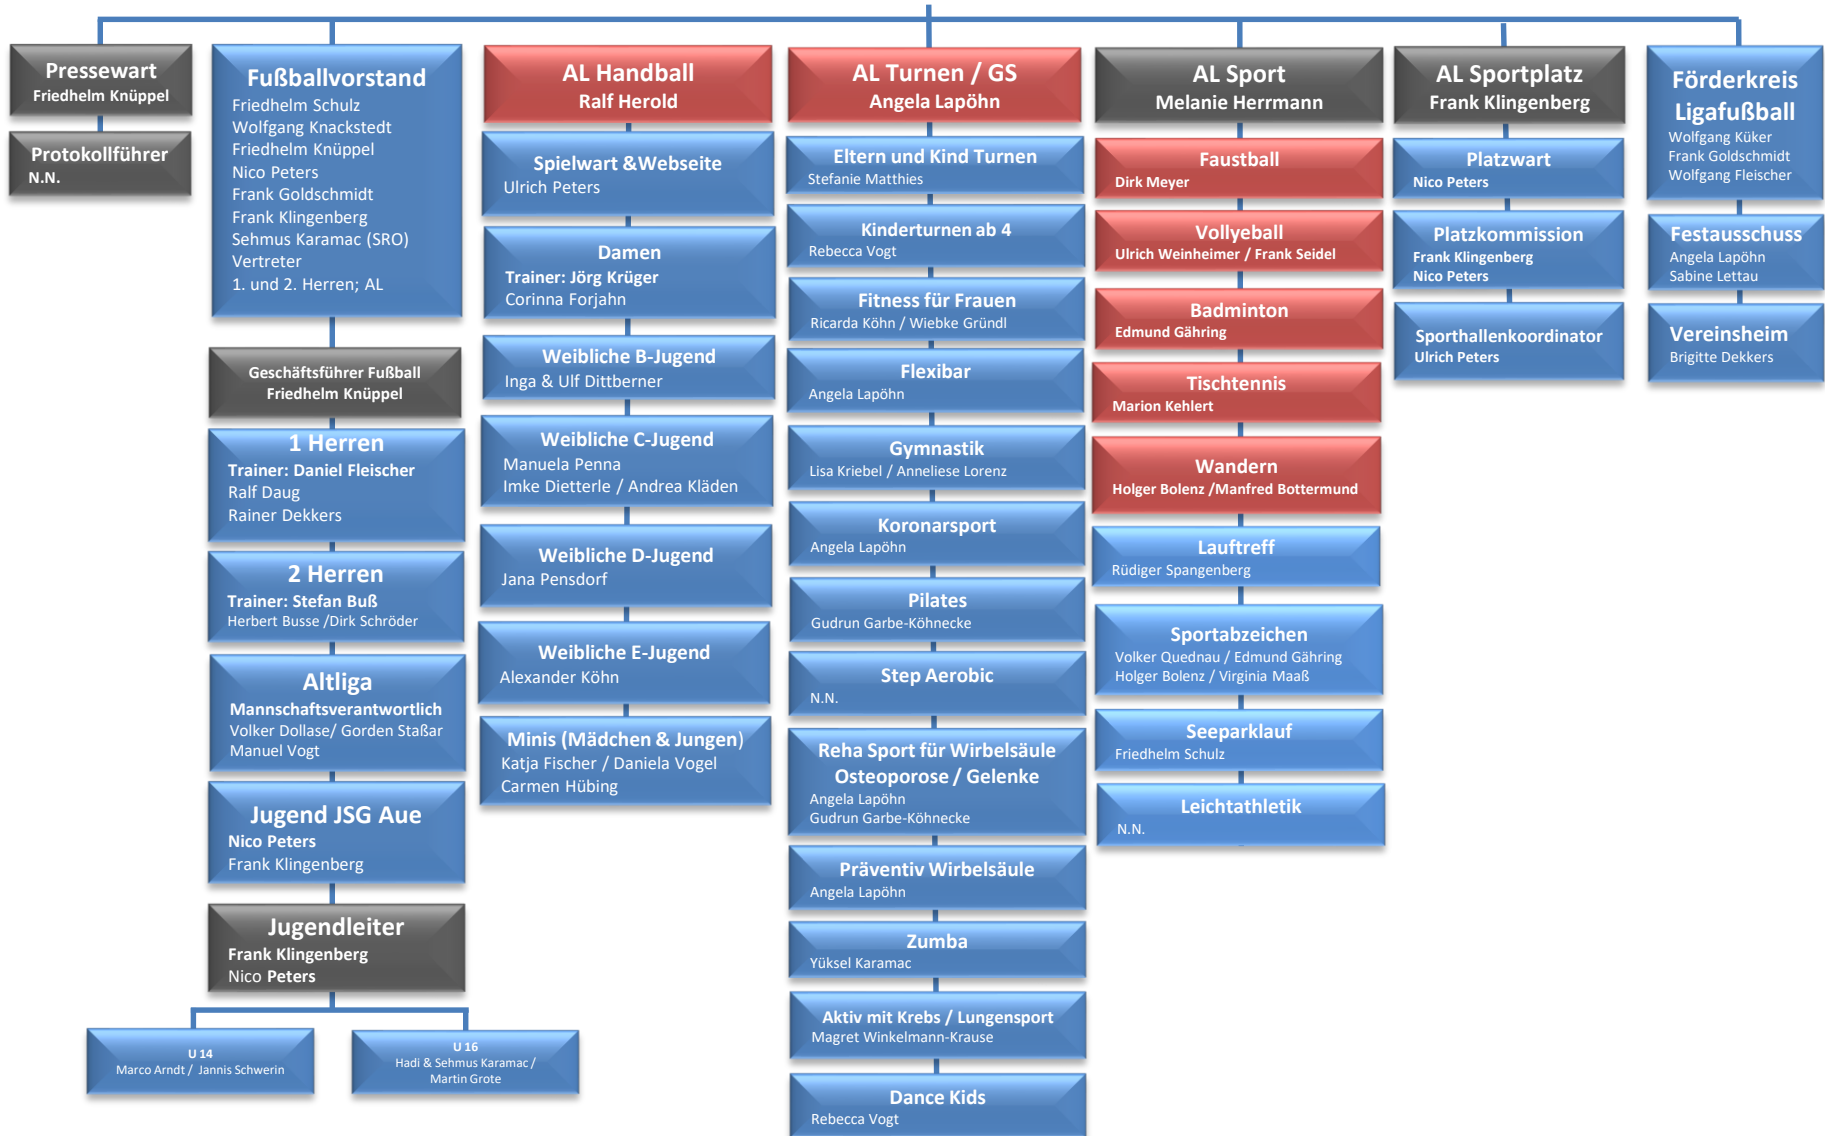 Pressewart
Friedhelm Knüppel
Protokollführer
N.N.
Fußballvorstand
Friedhelm Schulz
Wolfgang Knackstedt
Friedhelm Knüppel
Nico Peters
Frank Goldschmidt
Frank Klingenberg
Sehmus Karamac (SRO)
Vertreter
1. und 2. Herren; AL
Geschäftsführer Fußball
Friedhelm Knüppel
1 Herren
Trainer: Daniel Fleischer
Ralf Daug
Rainer Dekkers
2 Herren
Trainer: Stefan Buß
Herbert Busse /Dirk Schröder
Altliga
Mannschaftsverantwortlich
Volker Dollase/ Gorden Staßar
Manuel Vogt
Jugend JSG Aue
Nico Peters
Frank Klingenberg
Jugendleiter
Frank Klingenberg
Nico Peters
U 14
Marco Arndt / Jannis Schwerin
U 16
Hadi & Sehmus Karamac /
Martin Grote
AL Handball
Ralf Herold
Spielwart &Webseite
Ulrich Peters
Damen
Trainer: Jörg Krüger
Corinna Forjahn
Weibliche B-Jugend
Inga & Ulf Dittberner
Weibliche C-Jugend
Manuela Penna
Imke Dietterle / Andrea Kläden
Weibliche D-Jugend
Jana Pensdorf
Weibliche E-Jugend
Alexander Köhn
Minis (Mädchen & Jungen)
Katja Fischer / Daniela Vogel
Carmen Hübing
AL Turnen / GS
Angela Lapöhn
Eltern und Kind Turnen
Stefanie Matthies
Kinderturnen ab 4
Rebecca Vogt
Fitness für Frauen
Ricarda Köhn / Wiebke Gründl
Flexibar
Angela Lapöhn
Gymnastik
Lisa Kriebel / Anneliese Lorenz
Koronarsport
Angela Lapöhn
Pilates
Gudrun Garbe-Köhnecke
Step Aerobic
N.N.
Reha Sport für Wirbelsäule
Osteoporose / Gelenke
Angela Lapöhn
Gudrun Garbe-Köhnecke
Präventiv Wirbelsäule
Angela Lapöhn
Zumba
Yüksel Karamac
Aktiv mit Krebs / Lungensport
Magret Winkelmann-Krause
Dance Kids
Rebecca Vogt
AL Sport
Melanie Herrmann
Faustball
Dirk Meyer
Vollyeball
Ulrich Weinheimer / Frank Seidel
Badminton
Edmund Gähring
Tischtennis
Marion Kehlert
Wandern
Holger Bolenz /Manfred Bottermund
Lauftreff
Rüdiger Spangenberg
Sportabzeichen
Volker Quednau / Edmund Gähring
Holger Bolenz / Virginia Maaß
Seeparklauf
Friedhelm Schulz
Leichtathletik
N.N.
AL Sportplatz
Frank Klingenberg
Platzwart
Nico Peters
Platzkommission
Frank Klingenberg
Nico Peters
Sporthallenkoordinator
Ulrich Peters
Förderkreis
Ligafußball
Wolfgang Küker
Frank Goldschmidt
Wolfgang Fleischer
Festausschuss
Angela Lapöhn
Sabine Lettau
Vereinsheim
Brigitte Dekkers